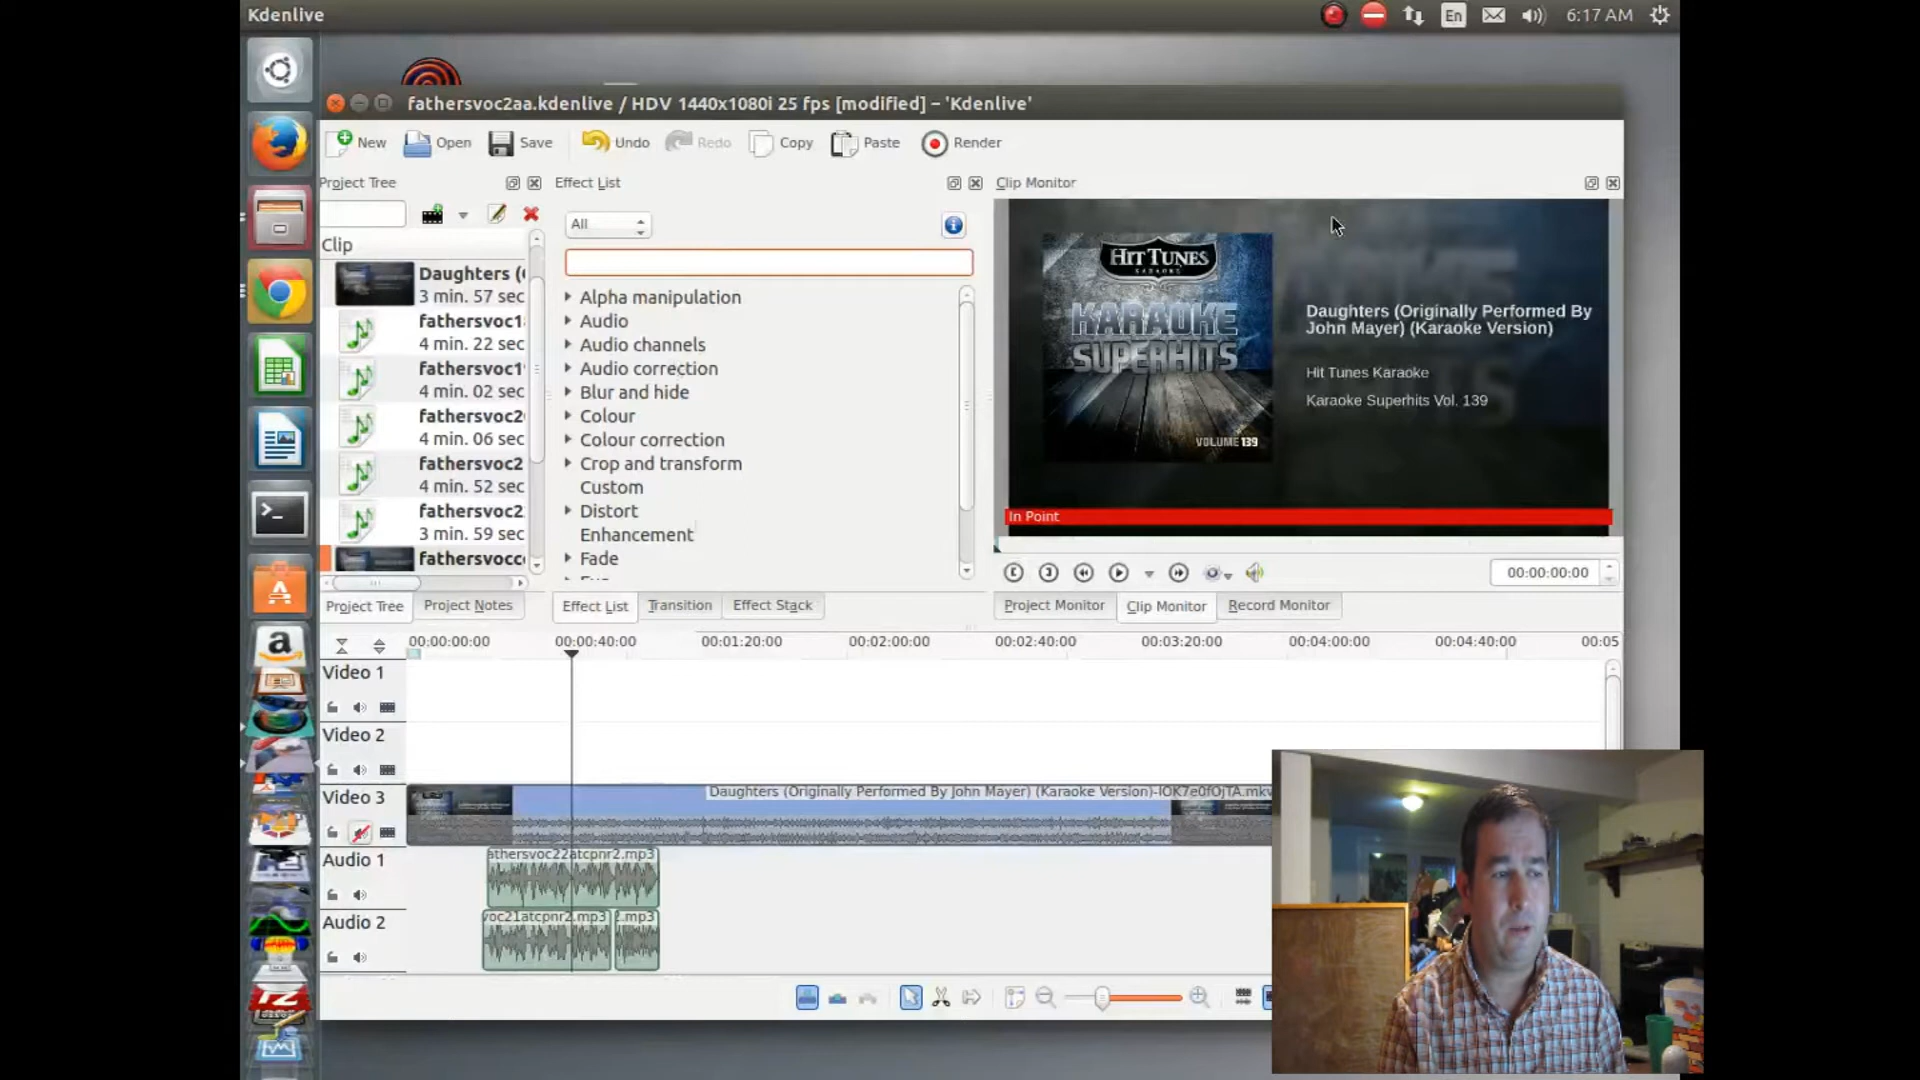 Kdenlive
En
6:17 AM
fathersvoc2aa.kdenlive / HDV 1440x1080i 25 fps [modified] – 'Kdenlive'
New Open Save Undo Redo Copy Paste Render
Project Tree
Effect List
Clip Monitor
All
Clip
Daughters (
3 min. 57 sec
fathersvoc1
4 min. 22 sec
fathersvoc1
4 min. 02 sec
fathersvoc2
4 min. 06 sec
fathersvoc2
4 min. 52 sec
fathersvoc2
3 min. 59 sec
fathersvocc
Alpha manipulation
Audio
Audio channels
Audio correction
Blur and hide
Colour
Colour correction
Crop and transform
Custom
Distort
Enhancement
Fade
HIT TUNES
KARAOKE
KARAOKE
SUPERHITS
VOLUME 139
Daughters (Originally Performed By
John Mayer) (Karaoke Version)
Hit Tunes Karaoke
Karaoke Superhits Vol. 139
In Point
00:00:00:00
Project Tree Project Notes
Effect List Transition Effect Stack
Project Monitor Clip Monitor Record Monitor
00:00:00:00 00:00:40:00 00:01:20:00 00:02:00:00 00:02:40:00 00:03:20:00 00:04:00:00 00:04:40:00 00:05
Video 1
Video 2
Video 3
Daughters (Originally Performed By John Mayer) (Karaoke Version)-lOK7e0fOjTA.mkv
Audio 1
athersvoc22atcpnr2.mp3
Audio 2
voc21atcpnr2.mp3
2.mp3